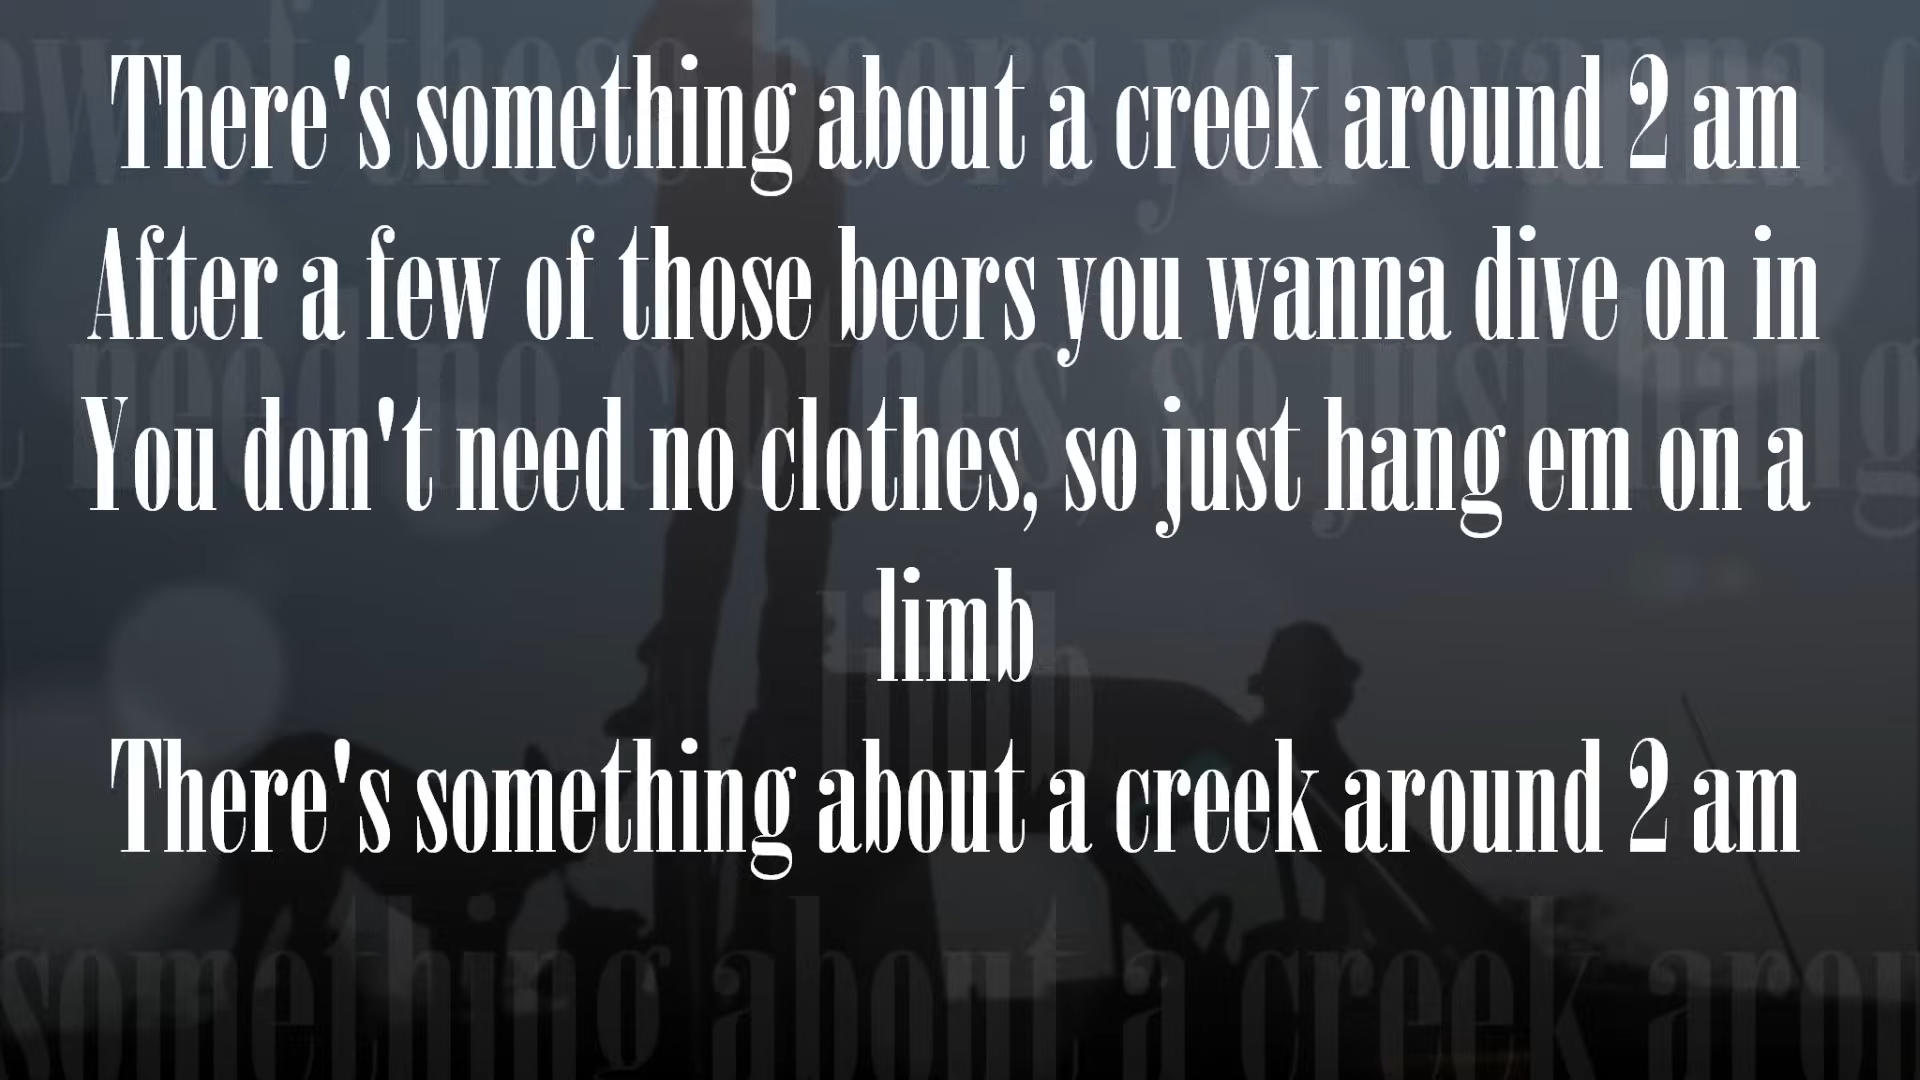 There's something about a creek around 2 am
After a few of those beers you wanna dive on in
You don't need no clothes, so just hang em on a
limb
There's something about a creek around 2 am